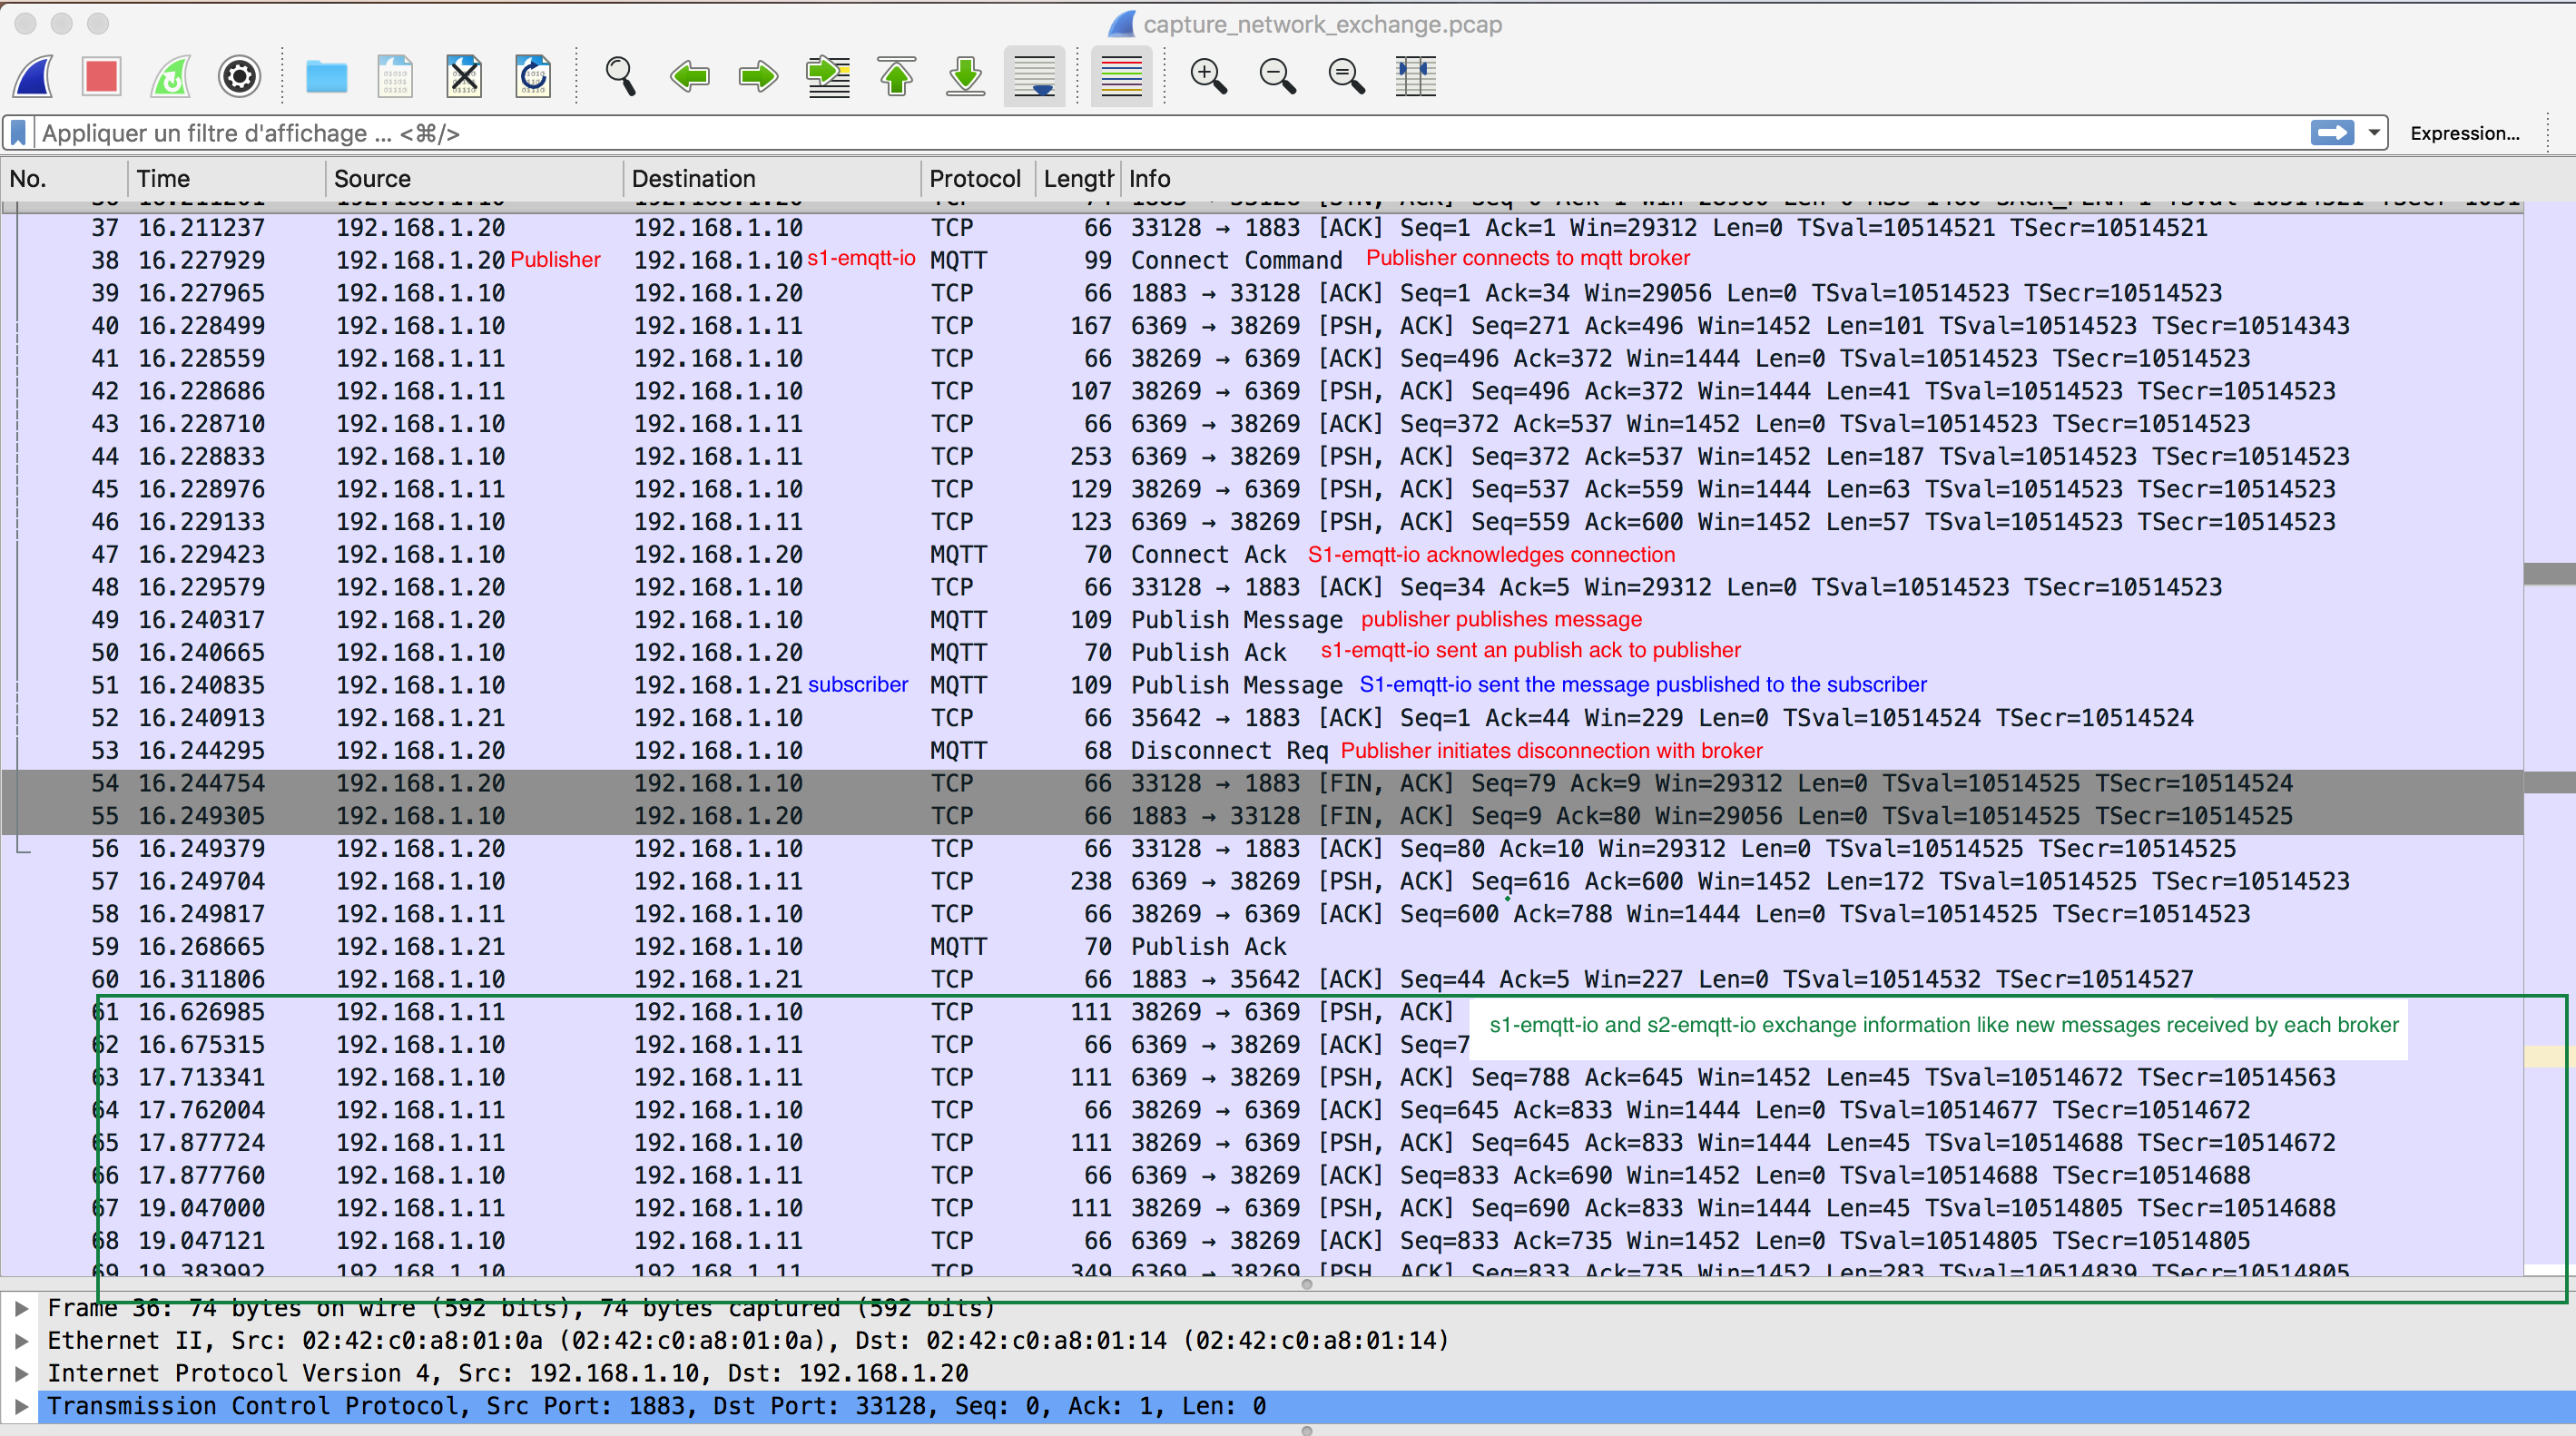 capture_network_exchange.pcap
Appliquer un filtre d'affichage ... <⌘/>
Expression...
No. Time Source Destination Protocol Length Info
37 16.211237 192.168.1.20 192.168.1.10 TCP 66 33128 → 1883 [ACK] Seq=1 Ack=1 Win=29312 Len=0 TSval=10514521 TSecr=10514521
38 16.227929 192.168.1.20 Publisher 192.168.1.10 s1-emqtt-io MQTT 99 Connect Command Publisher connects to mqtt broker
39 16.227965 192.168.1.10 192.168.1.20 TCP 66 1883 → 33128 [ACK] Seq=1 Ack=34 Win=29056 Len=0 TSval=10514523 TSecr=10514523
40 16.228499 192.168.1.10 192.168.1.11 TCP 167 6369 → 38269 [PSH, ACK] Seq=271 Ack=496 Win=1452 Len=101 TSval=10514523 TSecr=10514343
41 16.228559 192.168.1.11 192.168.1.10 TCP 66 38269 → 6369 [ACK] Seq=496 Ack=372 Win=1444 Len=0 TSval=10514523 TSecr=10514523
42 16.228686 192.168.1.11 192.168.1.10 TCP 107 38269 → 6369 [PSH, ACK] Seq=496 Ack=372 Win=1444 Len=41 TSval=10514523 TSecr=10514523
43 16.228710 192.168.1.10 192.168.1.11 TCP 66 6369 → 38269 [ACK] Seq=372 Ack=537 Win=1452 Len=0 TSval=10514523 TSecr=10514523
44 16.228833 192.168.1.10 192.168.1.11 TCP 253 6369 → 38269 [PSH, ACK] Seq=372 Ack=537 Win=1452 Len=187 TSval=10514523 TSecr=10514523
45 16.228976 192.168.1.11 192.168.1.10 TCP 129 38269 → 6369 [PSH, ACK] Seq=537 Ack=559 Win=1444 Len=63 TSval=10514523 TSecr=10514523
46 16.229133 192.168.1.10 192.168.1.11 TCP 123 6369 → 38269 [PSH, ACK] Seq=559 Ack=600 Win=1452 Len=57 TSval=10514523 TSecr=10514523
47 16.229423 192.168.1.10 192.168.1.20 MQTT 70 Connect Ack S1-emqtt-io acknowledges connection
48 16.229579 192.168.1.20 192.168.1.10 TCP 66 33128 → 1883 [ACK] Seq=34 Ack=5 Win=29312 Len=0 TSval=10514523 TSecr=10514523
49 16.240317 192.168.1.20 192.168.1.10 MQTT 109 Publish Message publisher publishes message
50 16.240665 192.168.1.10 192.168.1.20 MQTT 70 Publish Ack s1-emqtt-io sent an publish ack to publisher
51 16.240835 192.168.1.10 192.168.1.21 subscriber MQTT 109 Publish Message S1-emqtt-io sent the message pusblished to the subscriber
52 16.240913 192.168.1.21 192.168.1.10 TCP 66 35642 → 1883 [ACK] Seq=1 Ack=44 Win=229 Len=0 TSval=10514524 TSecr=10514524
53 16.244295 192.168.1.20 192.168.1.10 MQTT 68 Disconnect Req Publisher initiates disconnection with broker
54 16.244754 192.168.1.20 192.168.1.10 TCP 66 33128 → 1883 [FIN, ACK] Seq=79 Ack=9 Win=29312 Len=0 TSval=10514525 TSecr=10514524
55 16.249305 192.168.1.10 192.168.1.20 TCP 66 1883 → 33128 [FIN, ACK] Seq=9 Ack=80 Win=29056 Len=0 TSval=10514525 TSecr=10514525
56 16.249379 192.168.1.20 192.168.1.10 TCP 66 33128 → 1883 [ACK] Seq=80 Ack=10 Win=29312 Len=0 TSval=10514525 TSecr=10514525
57 16.249704 192.168.1.10 192.168.1.11 TCP 238 6369 → 38269 [PSH, ACK] Seq=616 Ack=600 Win=1452 Len=172 TSval=10514525 TSecr=10514523
58 16.249817 192.168.1.11 192.168.1.10 TCP 66 38269 → 6369 [ACK] Seq=600 Ack=788 Win=1444 Len=0 TSval=10514525 TSecr=10514523
59 16.268665 192.168.1.21 192.168.1.10 MQTT 70 Publish Ack
60 16.311806 192.168.1.10 192.168.1.21 TCP 66 1883 → 35642 [ACK] Seq=44 Ack=5 Win=227 Len=0 TSval=10514532 TSecr=10514527
61 16.626985 192.168.1.11 192.168.1.10 TCP 111 38269 → 6369 [PSH, ACK]
s1-emqtt-io and s2-emqtt-io exchange information like new messages received by each broker
62 16.675315 192.168.1.10 192.168.1.11 TCP 66 6369 → 38269 [ACK] Seq=7
63 17.713341 192.168.1.10 192.168.1.11 TCP 111 6369 → 38269 [PSH, ACK] Seq=788 Ack=645 Win=1452 Len=45 TSval=10514672 TSecr=10514563
64 17.762004 192.168.1.11 192.168.1.10 TCP 66 38269 → 6369 [ACK] Seq=645 Ack=833 Win=1444 Len=0 TSval=10514677 TSecr=10514672
65 17.877724 192.168.1.11 192.168.1.10 TCP 111 38269 → 6369 [PSH, ACK] Seq=645 Ack=833 Win=1444 Len=45 TSval=10514688 TSecr=10514672
66 17.877760 192.168.1.10 192.168.1.11 TCP 66 6369 → 38269 [ACK] Seq=833 Ack=690 Win=1452 Len=0 TSval=10514688 TSecr=10514688
67 19.047000 192.168.1.11 192.168.1.10 TCP 111 38269 → 6369 [PSH, ACK] Seq=690 Ack=833 Win=1444 Len=45 TSval=10514805 TSecr=10514688
68 19.047121 192.168.1.10 192.168.1.11 TCP 66 6369 → 38269 [ACK] Seq=833 Ack=735 Win=1452 Len=0 TSval=10514805 TSecr=10514805
69 19.383992 192.168.1.10 192.168.1.11 TCP 349 6369 → 38269 [PSH, ACK] Seq=833 Ack=735 Win=1452 Len=283 TSval=10514839 TSecr=10514805
Frame 36: 74 bytes on wire (592 bits), 74 bytes captured (592 bits)
Ethernet II, Src: 02:42:c0:a8:01:0a (02:42:c0:a8:01:0a), Dst: 02:42:c0:a8:01:14 (02:42:c0:a8:01:14)
Internet Protocol Version 4, Src: 192.168.1.10, Dst: 192.168.1.20
Transmission Control Protocol, Src Port: 1883, Dst Port: 33128, Seq: 0, Ack: 1, Len: 0